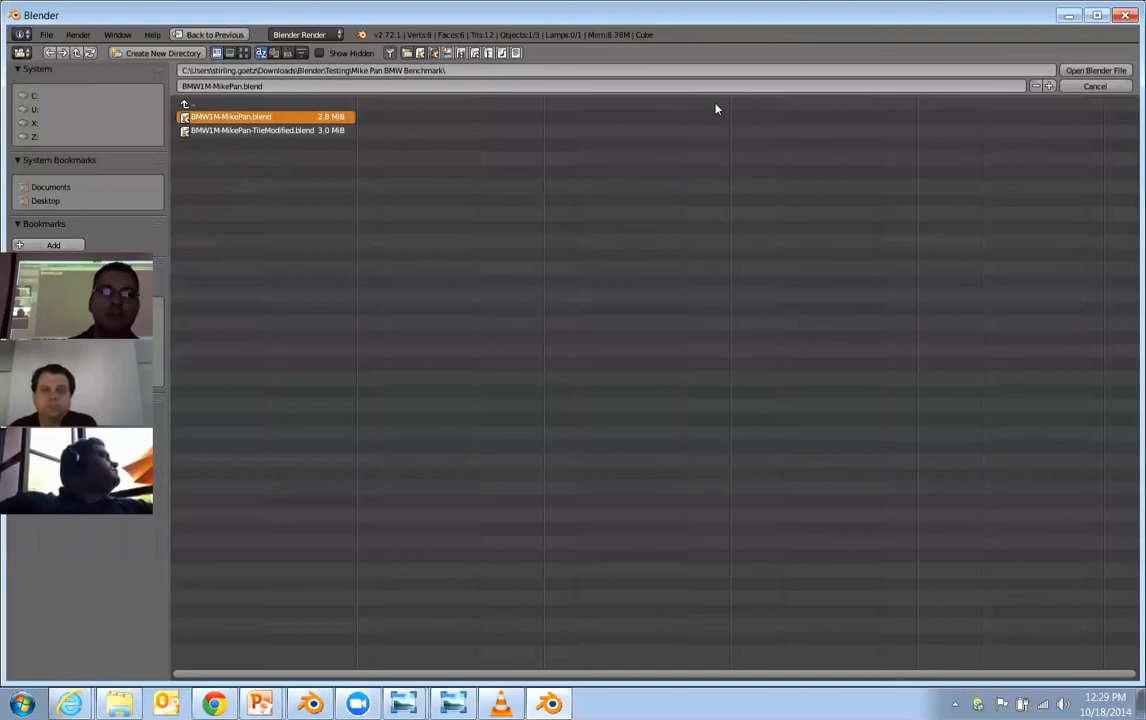 Blender
File Render Window Help Back to Previous Blender Render v2.72.1 | Verts:8 | Faces:6 | Tris:12 | Objects:1/3 | Lamps:0/1 | Mem:8.38M | Cube
Create New Directory Show Hidden
System
C:\Users\stirling.goetz\Downloads\Blender\Testing\Mike Pan BMW Benchmark\ Open Blender File
BMW1M-MikePan.blend Cancel
C:
U:
X:
Z:
..
BMW1M-MikePan.blend 2.8 MiB
BMW1M-MikePan-TileModified.blend 3.0 MiB
System Bookmarks
Documents
Desktop
Bookmarks
Add
12:29 PM
10/18/2014